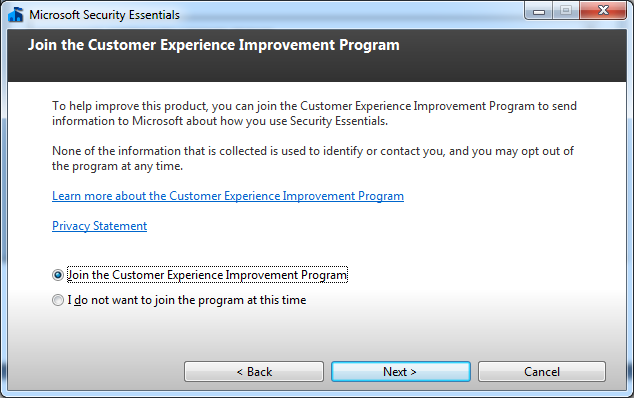 Microsoft Security Essentials
Join the Customer Experience Improvement Program
To help improve this product, you can join the Customer Experience Improvement Program to send
information to Microsoft about how you use Security Essentials.
None of the information that is collected is used to identify or contact you, and you may opt out of
the program at any time.
Learn more about the Customer Experience Improvement Program
Privacy Statement
Join the Customer Experience Improvement Program
I do not want to join the program at this time
< Back
Next >
Cancel